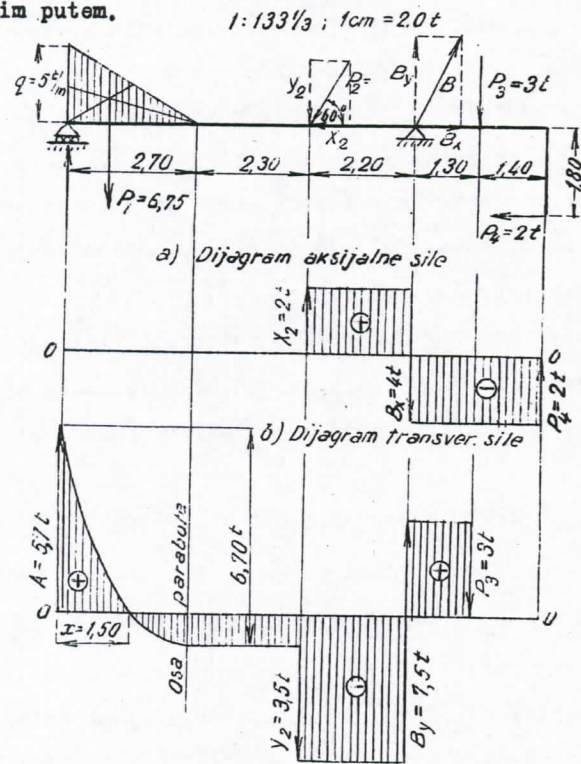 im putem.
1:133 1/3 ; 1cm = 2.0 t
q = 5 t/m
y₂
P₂
60°
X₂
By
B
P₃ = 3t
Bx
2,70
2,30
2,20
1,30
1,40
180
P₁ = 6,75
P₄ = 2t
a) Dijagram aksijalne sile
X₂ = 2t
+
0
0
Bx = 4t
-
P₄ = 2t
b) Dijagram transver. sile
A = 5,7 t
+
Osa parabule
6,70 t
+
P₃ = 3t
0
0
x = 1,50
y₂ = 3,5t
-
By = 7,5t